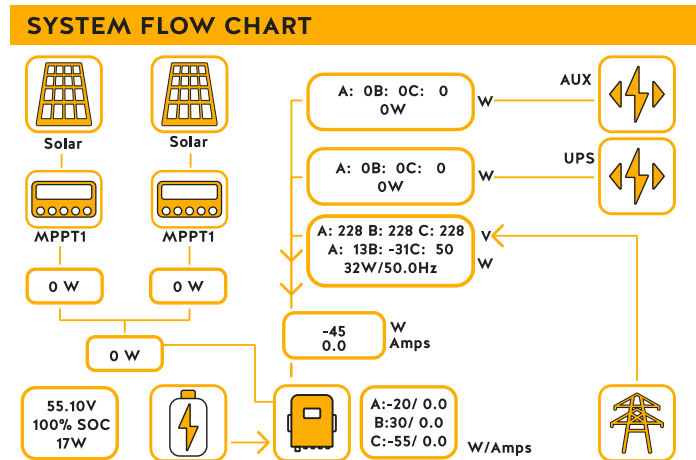 SYSTEM FLOW CHART
Solar
Solar
MPPT1
MPPT1
0 W
0 W
0 W
A: 0B: 0C: 0
0W
W
AUX
A: 0B: 0C: 0
0W
W
UPS
A: 228 B: 228 C: 228
V
A: 13B: -31C: 50
W
32W/50.0Hz
-45
W
0.0
Amps
55.10V
100% SOC
17W
A:-20/ 0.0
B:30/ 0.0
C:-55/ 0.0
W/Amps